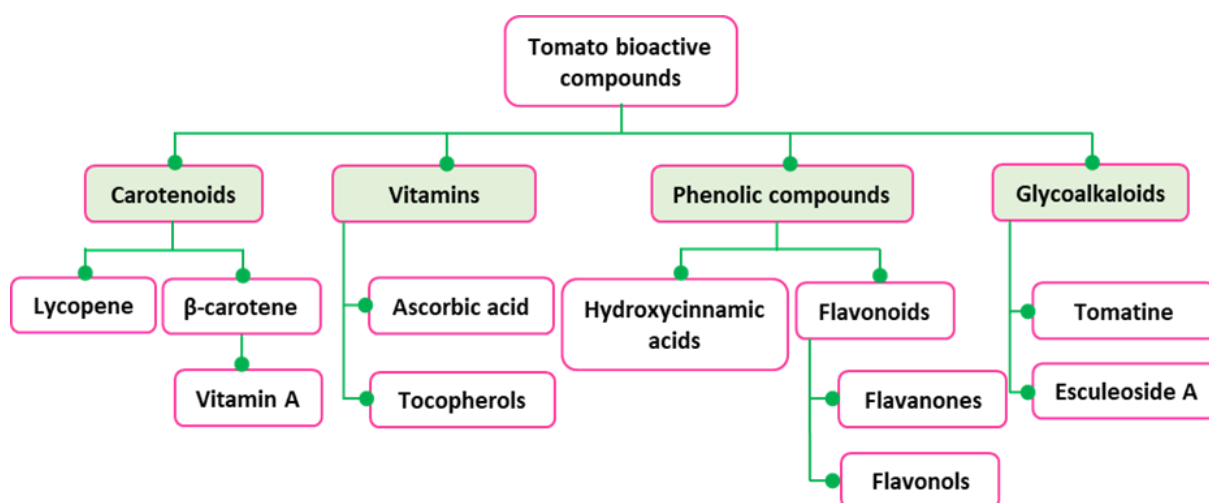 Tomato bioactive
compounds
Carotenoids
Vitamins
Phenolic compounds
Glycoalkaloids
Lycopene
β-carotene
Ascorbic acid
Hydroxycinnamic
acids
Flavonoids
Tomatine
Vitamin A
Tocopherols
Flavanones
Esculeoside A
Flavonols